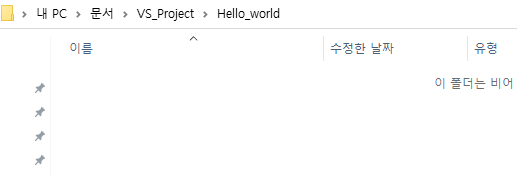 내 PC > 문서 > VS_Project > Hello_world
이름 수정한 날짜 유형
이 폴더는 비어